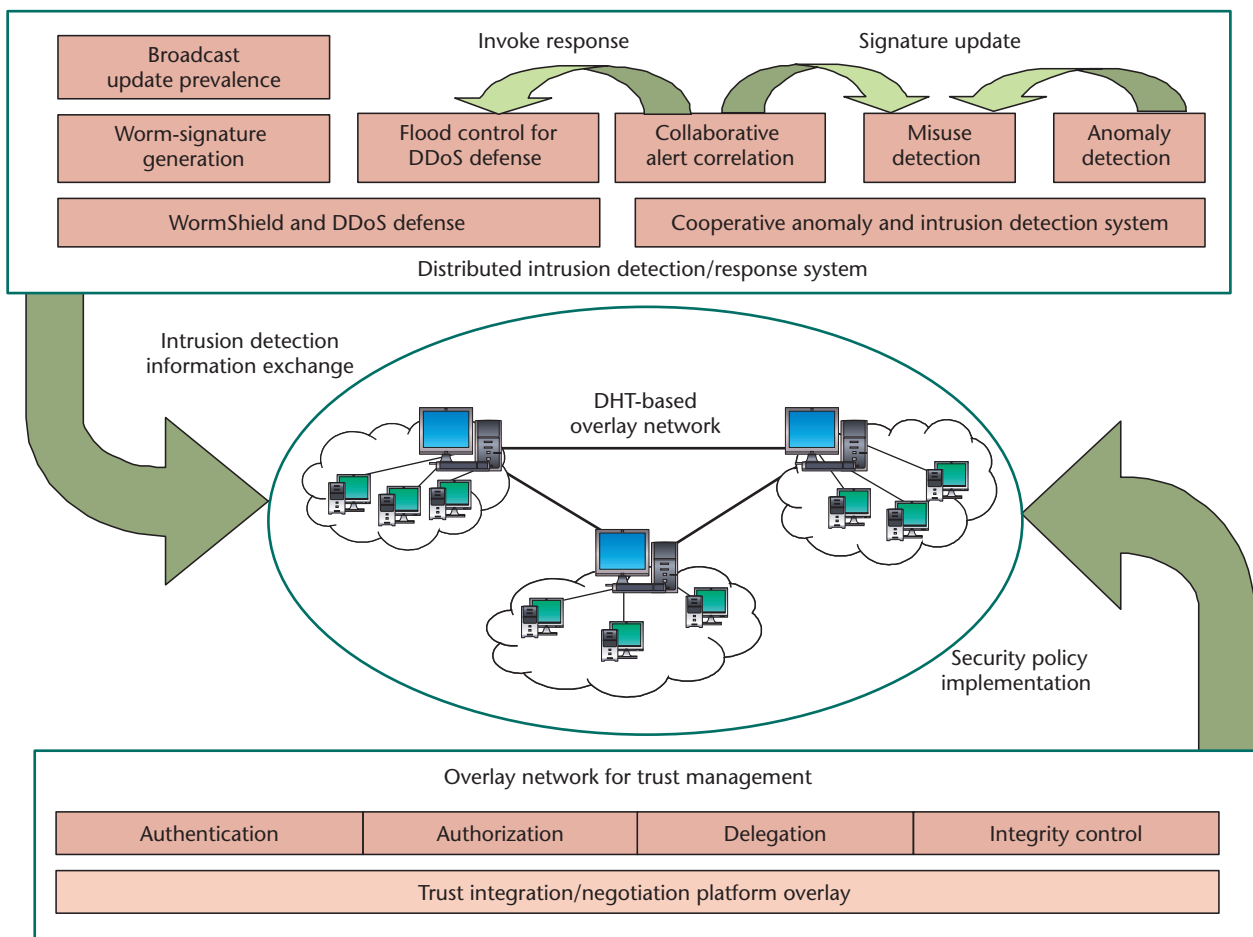 Invoke response
Signature update
Broadcast
update prevalence
Worm-signature
generation
Flood control for
DDoS defense
Collaborative
alert correlation
Misuse
detection
Anomaly
detection
WormShield and DDoS defense
Cooperative anomaly and intrusion detection system
Distributed intrusion detection/response system
Intrusion detection
information exchange
DHT-based
overlay network
Security policy
implementation
Overlay network for trust management
Authentication
Authorization
Delegation
Integrity control
Trust integration/negotiation platform overlay